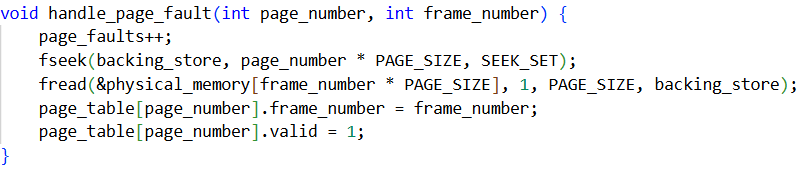 void handle_page_fault(int page_number, int frame_number) {
    page_faults++;
    fseek(backing_store, page_number * PAGE_SIZE, SEEK_SET);
    fread(&physical_memory[frame_number * PAGE_SIZE], 1, PAGE_SIZE, backing_store);
    page_table[page_number].frame_number = frame_number;
    page_table[page_number].valid = 1;
}